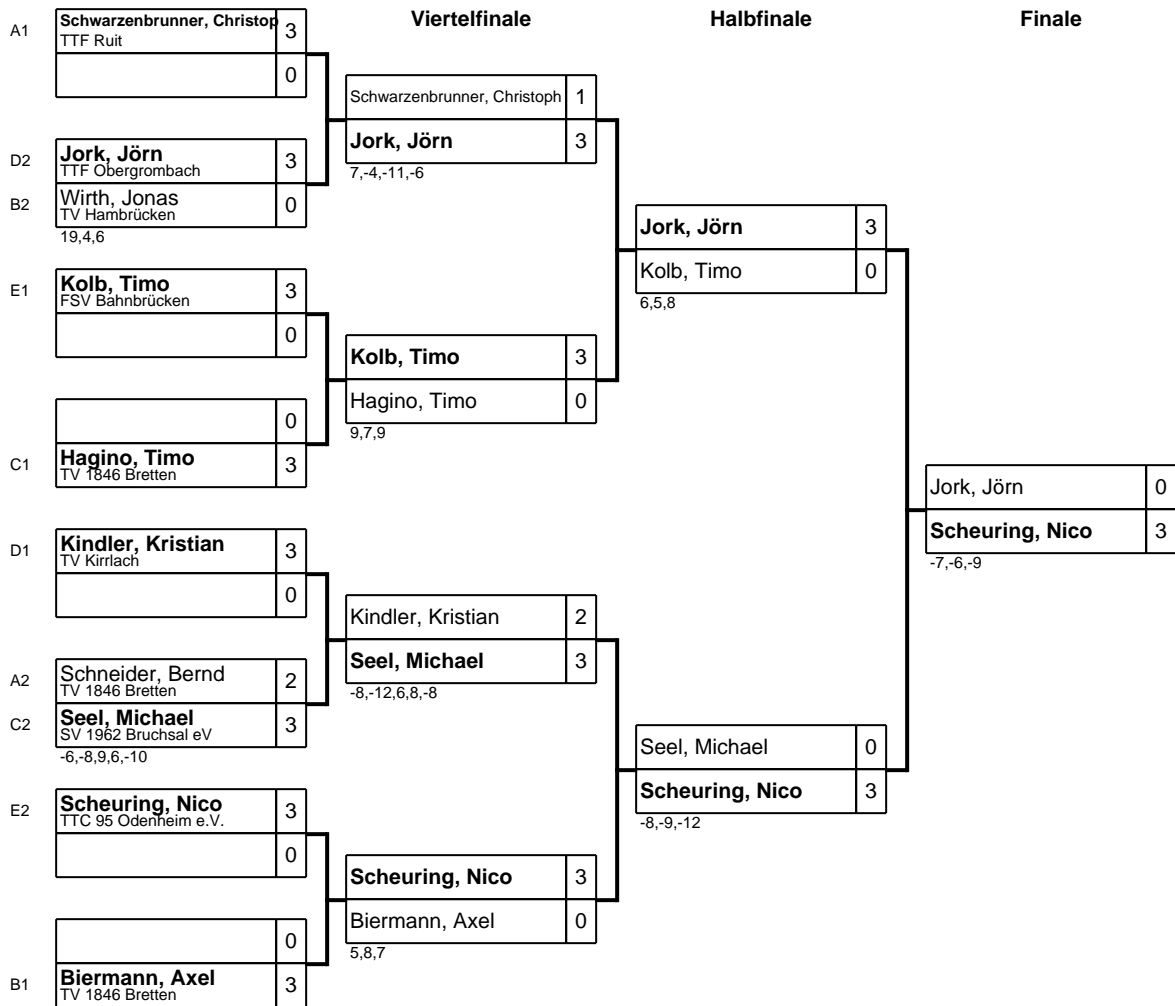 Viertelfinale
Halbfinale
Finale
A1
Schwarzenbrunner, Christop
3
TTF Ruit
0
D2
Jork, Jörn
3
TTF Obergrombach
B2
Wirth, Jonas
0
TV Hambrücken
19,4,6
E1
Kolb, Timo
3
FSV Bahnbrücken
0
0
C1
Hagino, Timo
3
TV 1846 Bretten
D1
Kindler, Kristian
3
TV Kirrlach
0
A2
Schneider, Bernd
2
TV 1846 Bretten
C2
Seel, Michael
3
SV 1962 Bruchsal eV
-6,-8,9,6,-10
E2
Scheuring, Nico
3
TTC 95 Odenheim e.V.
0
0
B1
Biermann, Axel
3
TV 1846 Bretten
Schwarzenbrunner, Christoph
1
Jork, Jörn
3
7,-4,-11,-6
Kolb, Timo
3
Hagino, Timo
0
9,7,9
Kindler, Kristian
2
Seel, Michael
3
-8,-12,6,8,-8
Scheuring, Nico
3
Biermann, Axel
0
5,8,7
Jork, Jörn
3
Kolb, Timo
0
6,5,8
Seel, Michael
0
Scheuring, Nico
3
-8,-9,-12
Jork, Jörn
0
Scheuring, Nico
3
-7,-6,-9